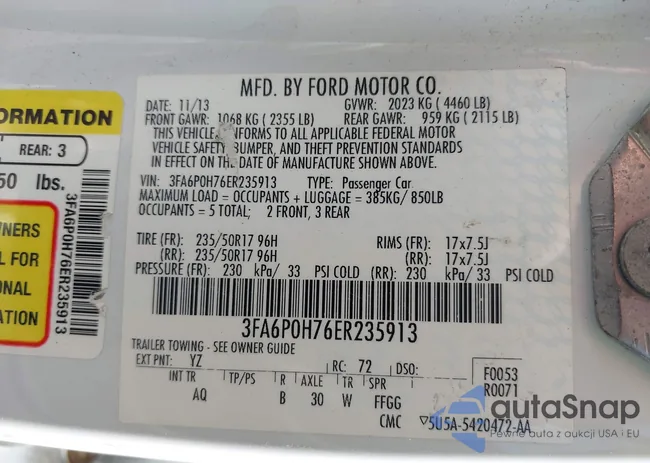 MFD. BY FORD MOTOR CO.
DATE: 11/13 GVWR: 2023 KG ( 4460 LB)
FRONT GAWR: 1068 KG ( 2355 LB) REAR GAWR: 959 KG ( 2115 LB)
THIS VEHICLE FORMS TO ALL APPLICABLE FEDERAL MOTOR
VEHICLE SAFETY BUMPER, AND THEFT PREVENTION STANDARDS
IN EFFECT ON THE DATE OF MANUFACTURE SHOWN ABOVE.
VIN: 3FA6P0H76ER235913 TYPE: Passenger Car
MAXIMUM LOAD = OCCUPANTS + LUGGAGE = 385KG/ 850LB
OCCUPANTS = 5 TOTAL; 2 FRONT, 3 REAR
TIRE (FR): 235/50R17 96H RIMS (FR): 17x7.5J
(RR): 235/50R17 96H (RR): 17x7.5J
PRESSURE (FR): 230 kPa/ 33 PSI COLD (RR): 230 kPa/ 33 PSI COLD
3FA6P0H76ER235913
TRAILER TOWING - SEE OWNER GUIDE
EXT PNT: YZ RC: 72 DSO: F0053
INT TR TP/PS R AXLE TR SPR R0071
AQ B 30 W FFGG
CMC 5U5A-5420472-AA
ORMATION
REAR: 3
50 lbs.
NERS
L FOR
ONAL
ATION
3FA6P0H76ER235913
autaSnap
Pewne auta z aukcji USA i EU